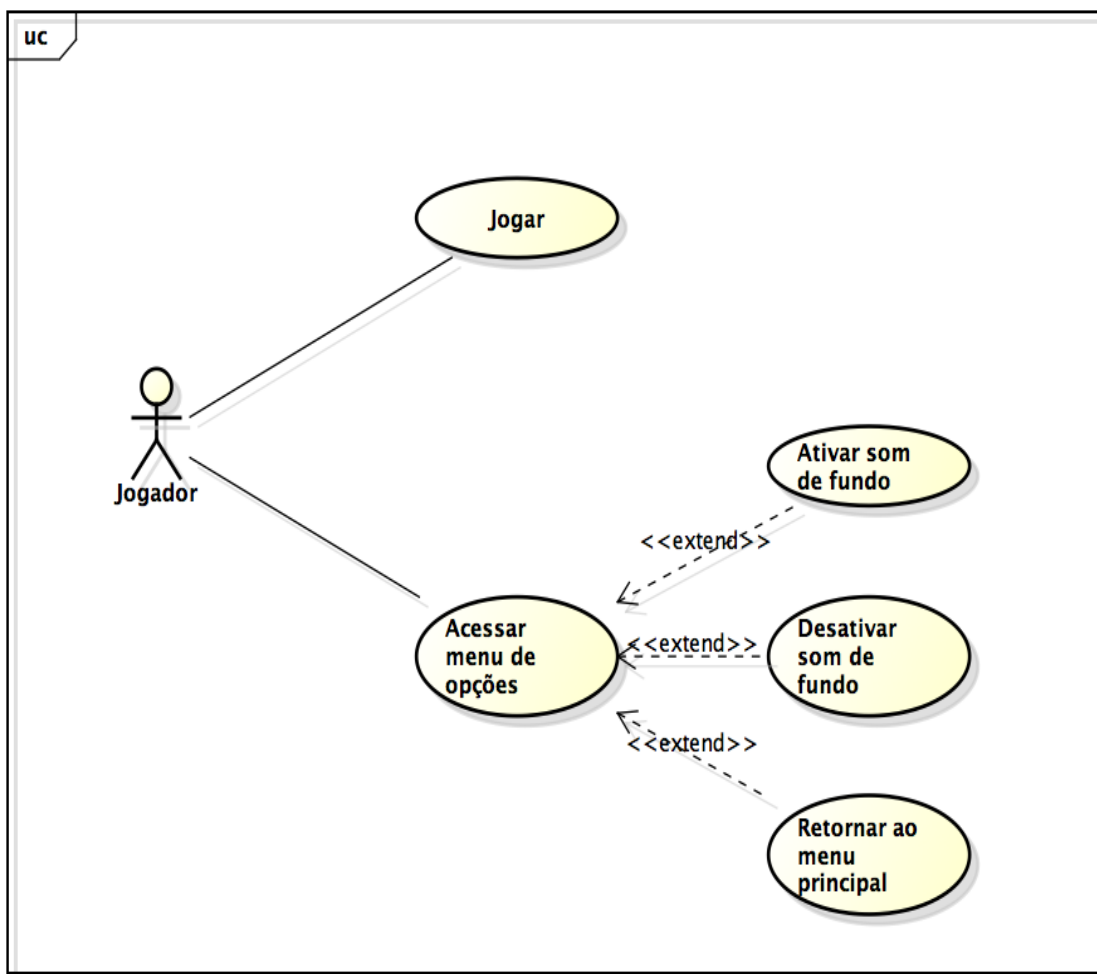 uc
Jogar
Jogador
Ativar som
de fundo
<<extend>>
Acessar
menu de
opções
<<extend>>
Desativar
som de
fundo
<<extend>>
Retornar ao
menu
principal